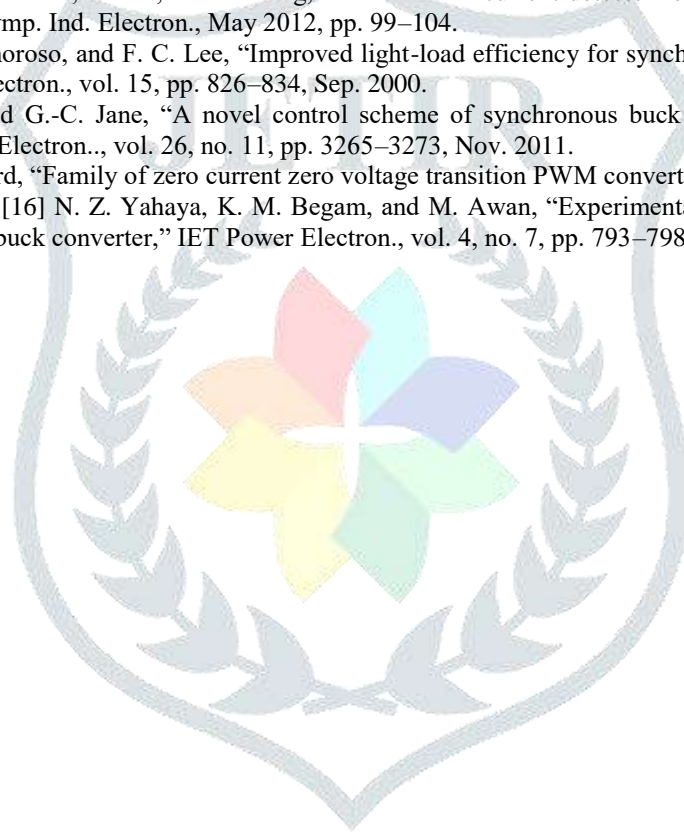 ymp. Ind. Electron., May 2012, pp. 99–104.
noroso, and F. C. Lee, “Improved light-load efficiency for synch
ectron., vol. 15, pp. 826–834, Sep. 2000.
d G.-C. Jane, “A novel control scheme of synchronous buck
Electron.., vol. 26, no. 11, pp. 3265–3273, Nov. 2011.
rd, “Family of zero current zero voltage transition PWM convert
[16] N. Z. Yahaya, K. M. Begam, and M. Awan, “Experimenta
buck converter,” IET Power Electron., vol. 4, no. 7, pp. 793–798
JETIR